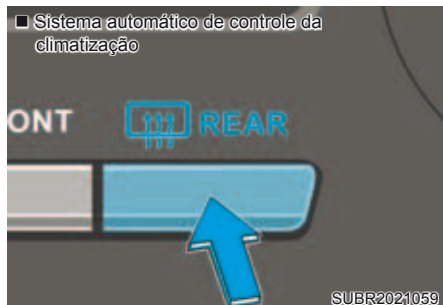 ■ Sistema automático de controle da
climatização
ONT
REAR
SUBR2021059